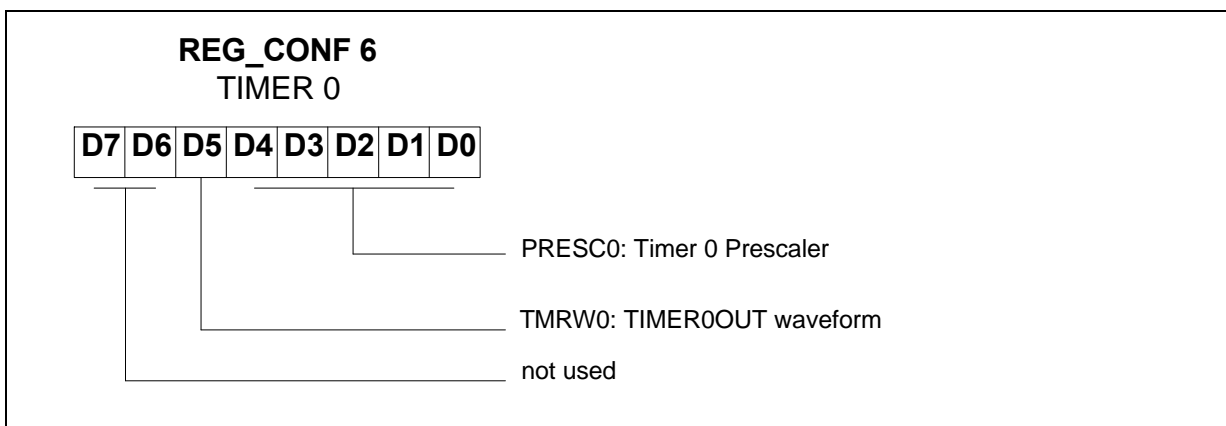 REG_CONF 6
TIMER 0
D7 D6 D5 D4 D3 D2 D1 D0
PRESC0: Timer 0 Prescaler
TMRW0: TIMER0OUT waveform
not used